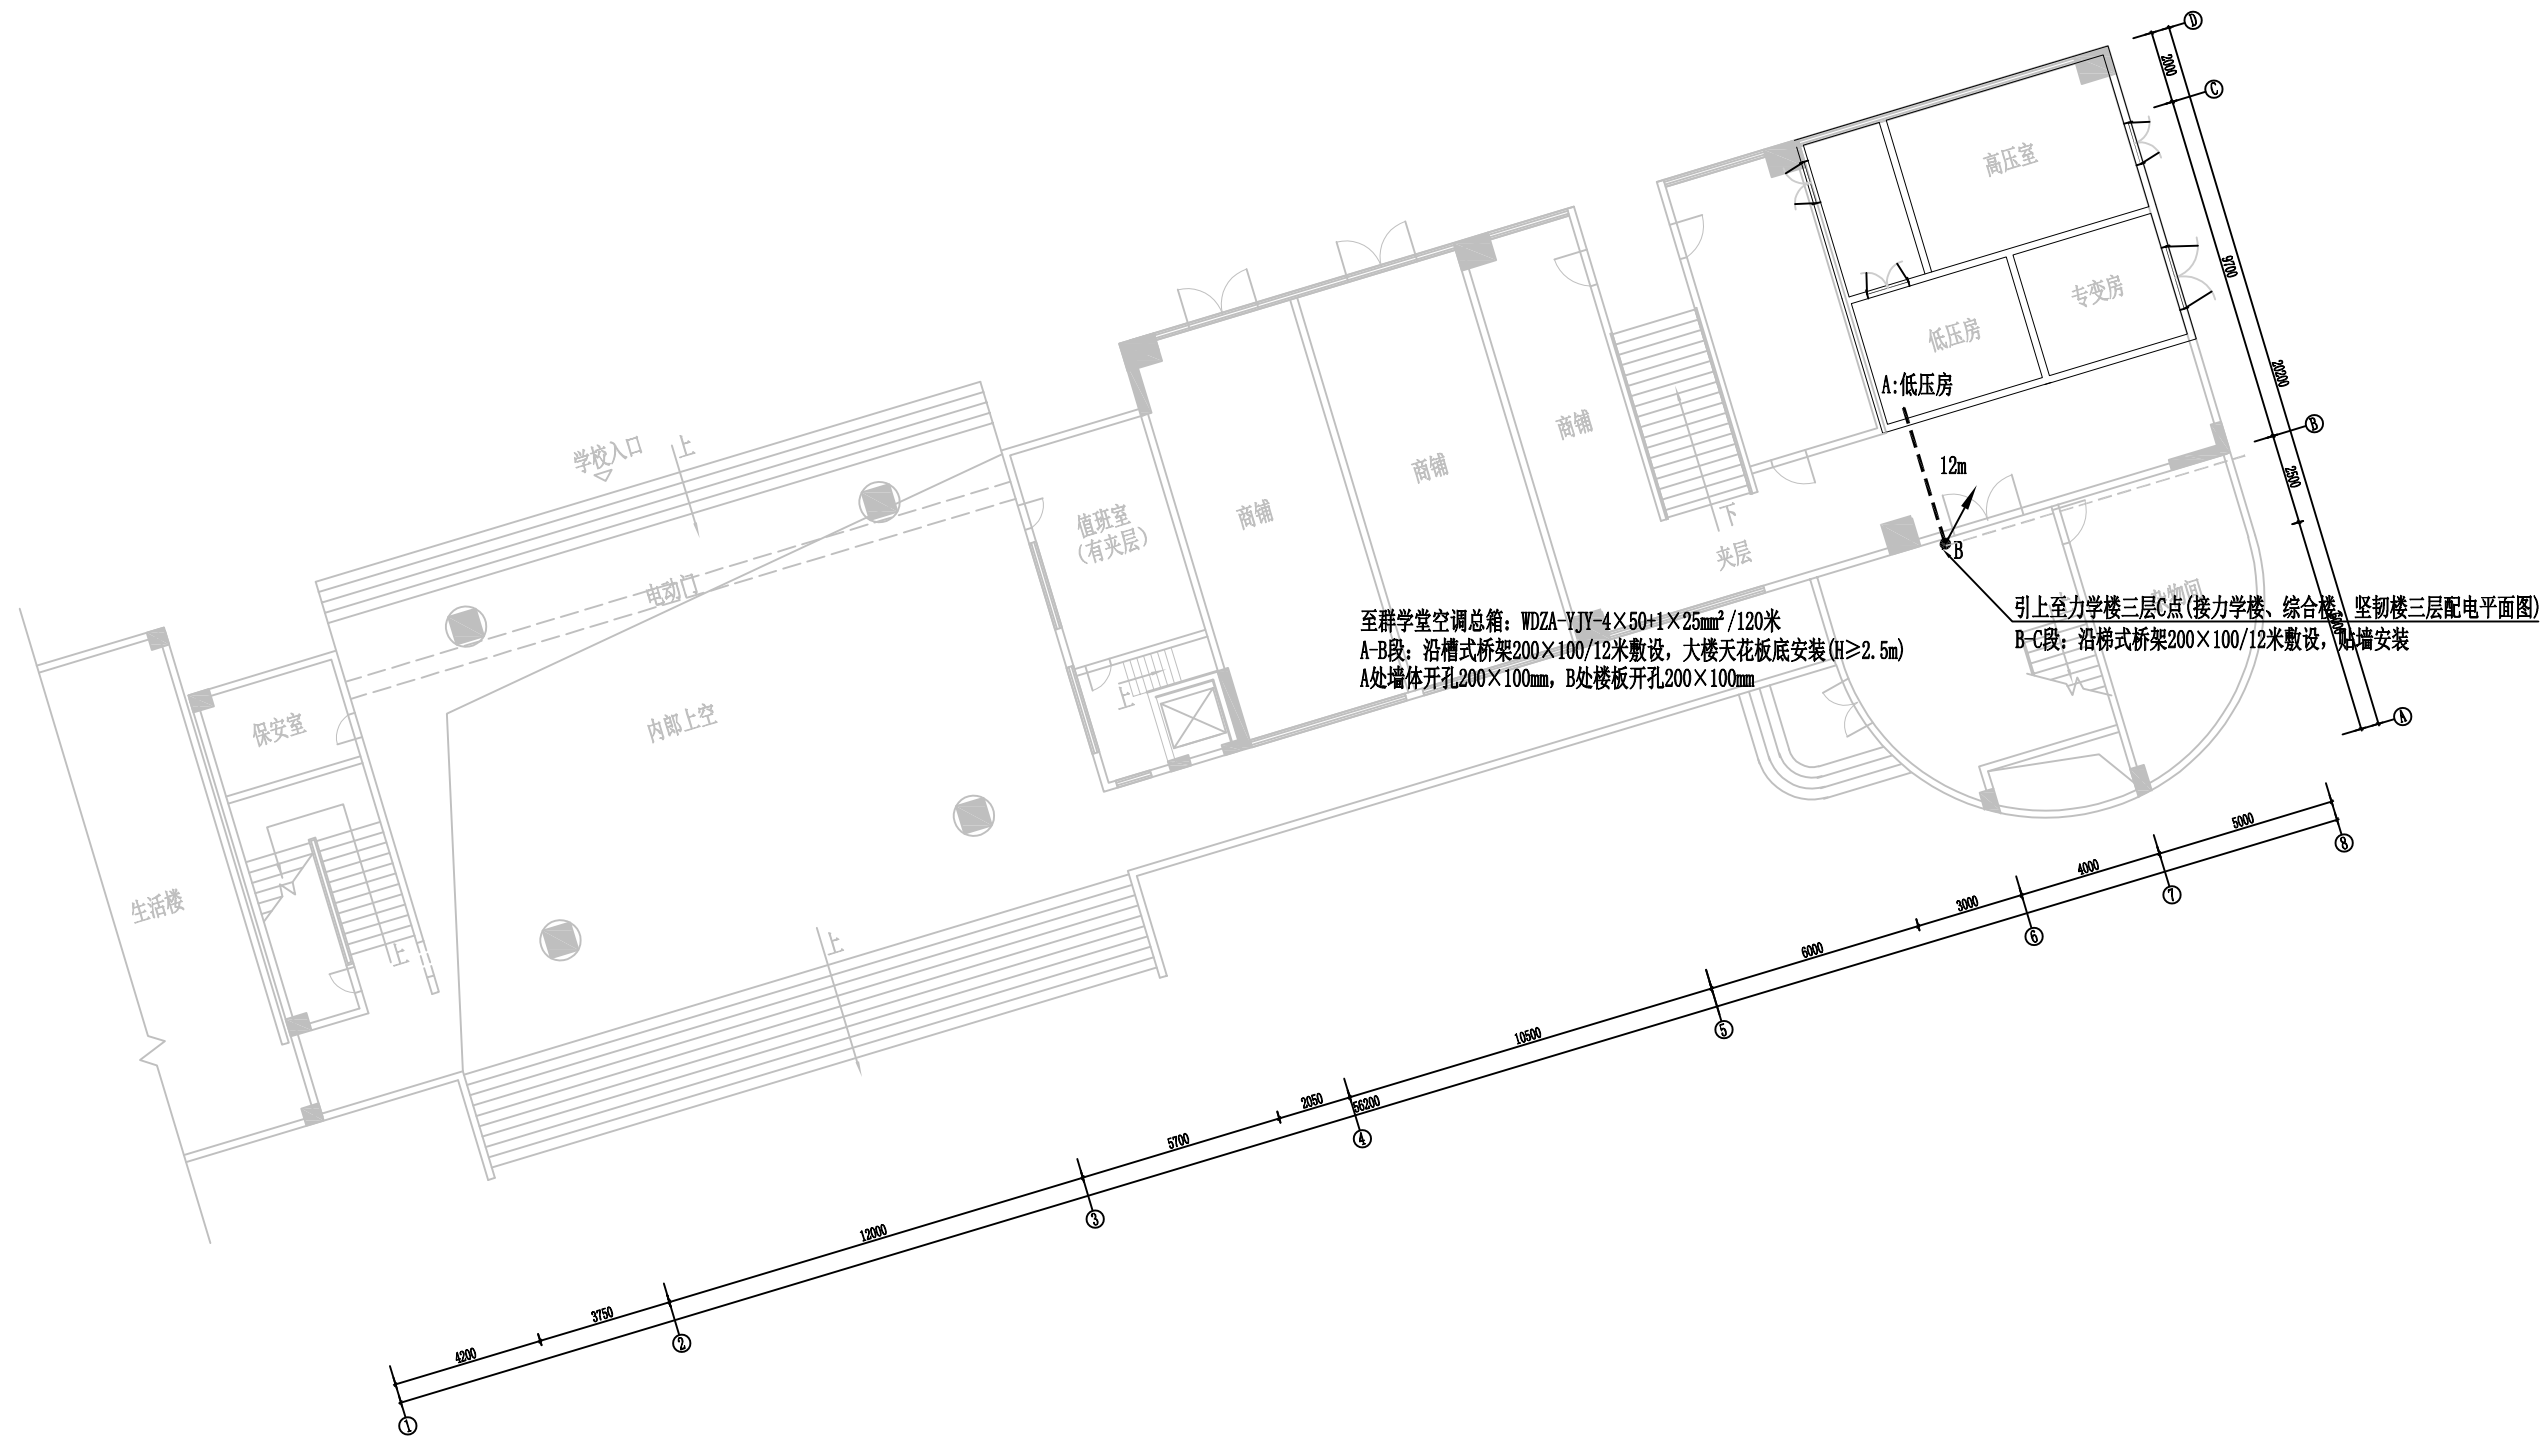 D
2000
C
高压室
9700
专变房
低压房
20200
A:低压房
B
商铺
学校入口
上
12m
商铺
2500
商铺
值班室
(有夹层)
下
夹层
B
电动门
杂物间
引上至力学楼三层C点(接力学楼、综合楼、坚韧楼三层配电平面图)
B-C段：沿梯式桥架200×100/12米敷设，贴墙安装
至群学堂空调总箱：WDZA-YJY-4×50+1×25mm²/120米
A-B段：沿槽式桥架200×100/12米敷设，大楼天花板底安装(H≥2.5m)
A处墙体开孔200×100mm，B处楼板开孔200×100mm
上
保安室
内郎上空
A
5000
8
4000
7
生活楼
上
上
3000
6
6000
5
10500
2050
56200
4
5700
3
12000
3750
2
4200
1